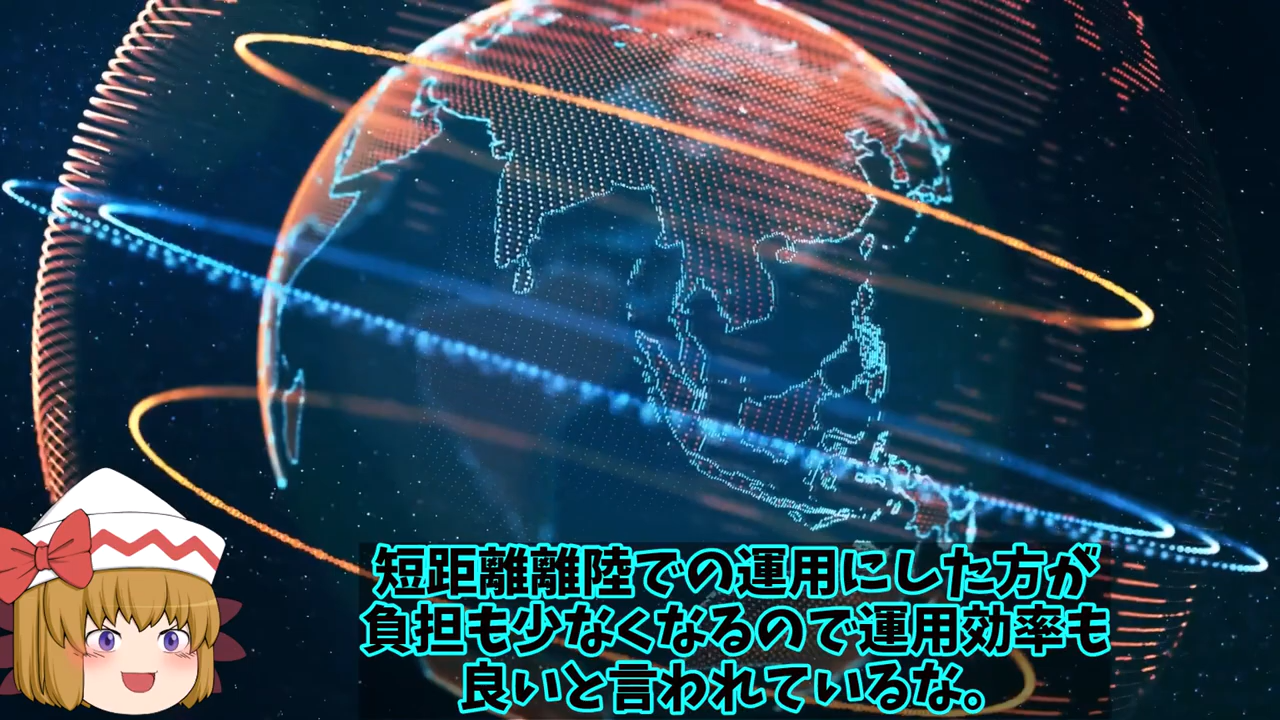 短距離離陸での運用にした方が
負担も少なくなるので運用効率も
良いと言われているな。